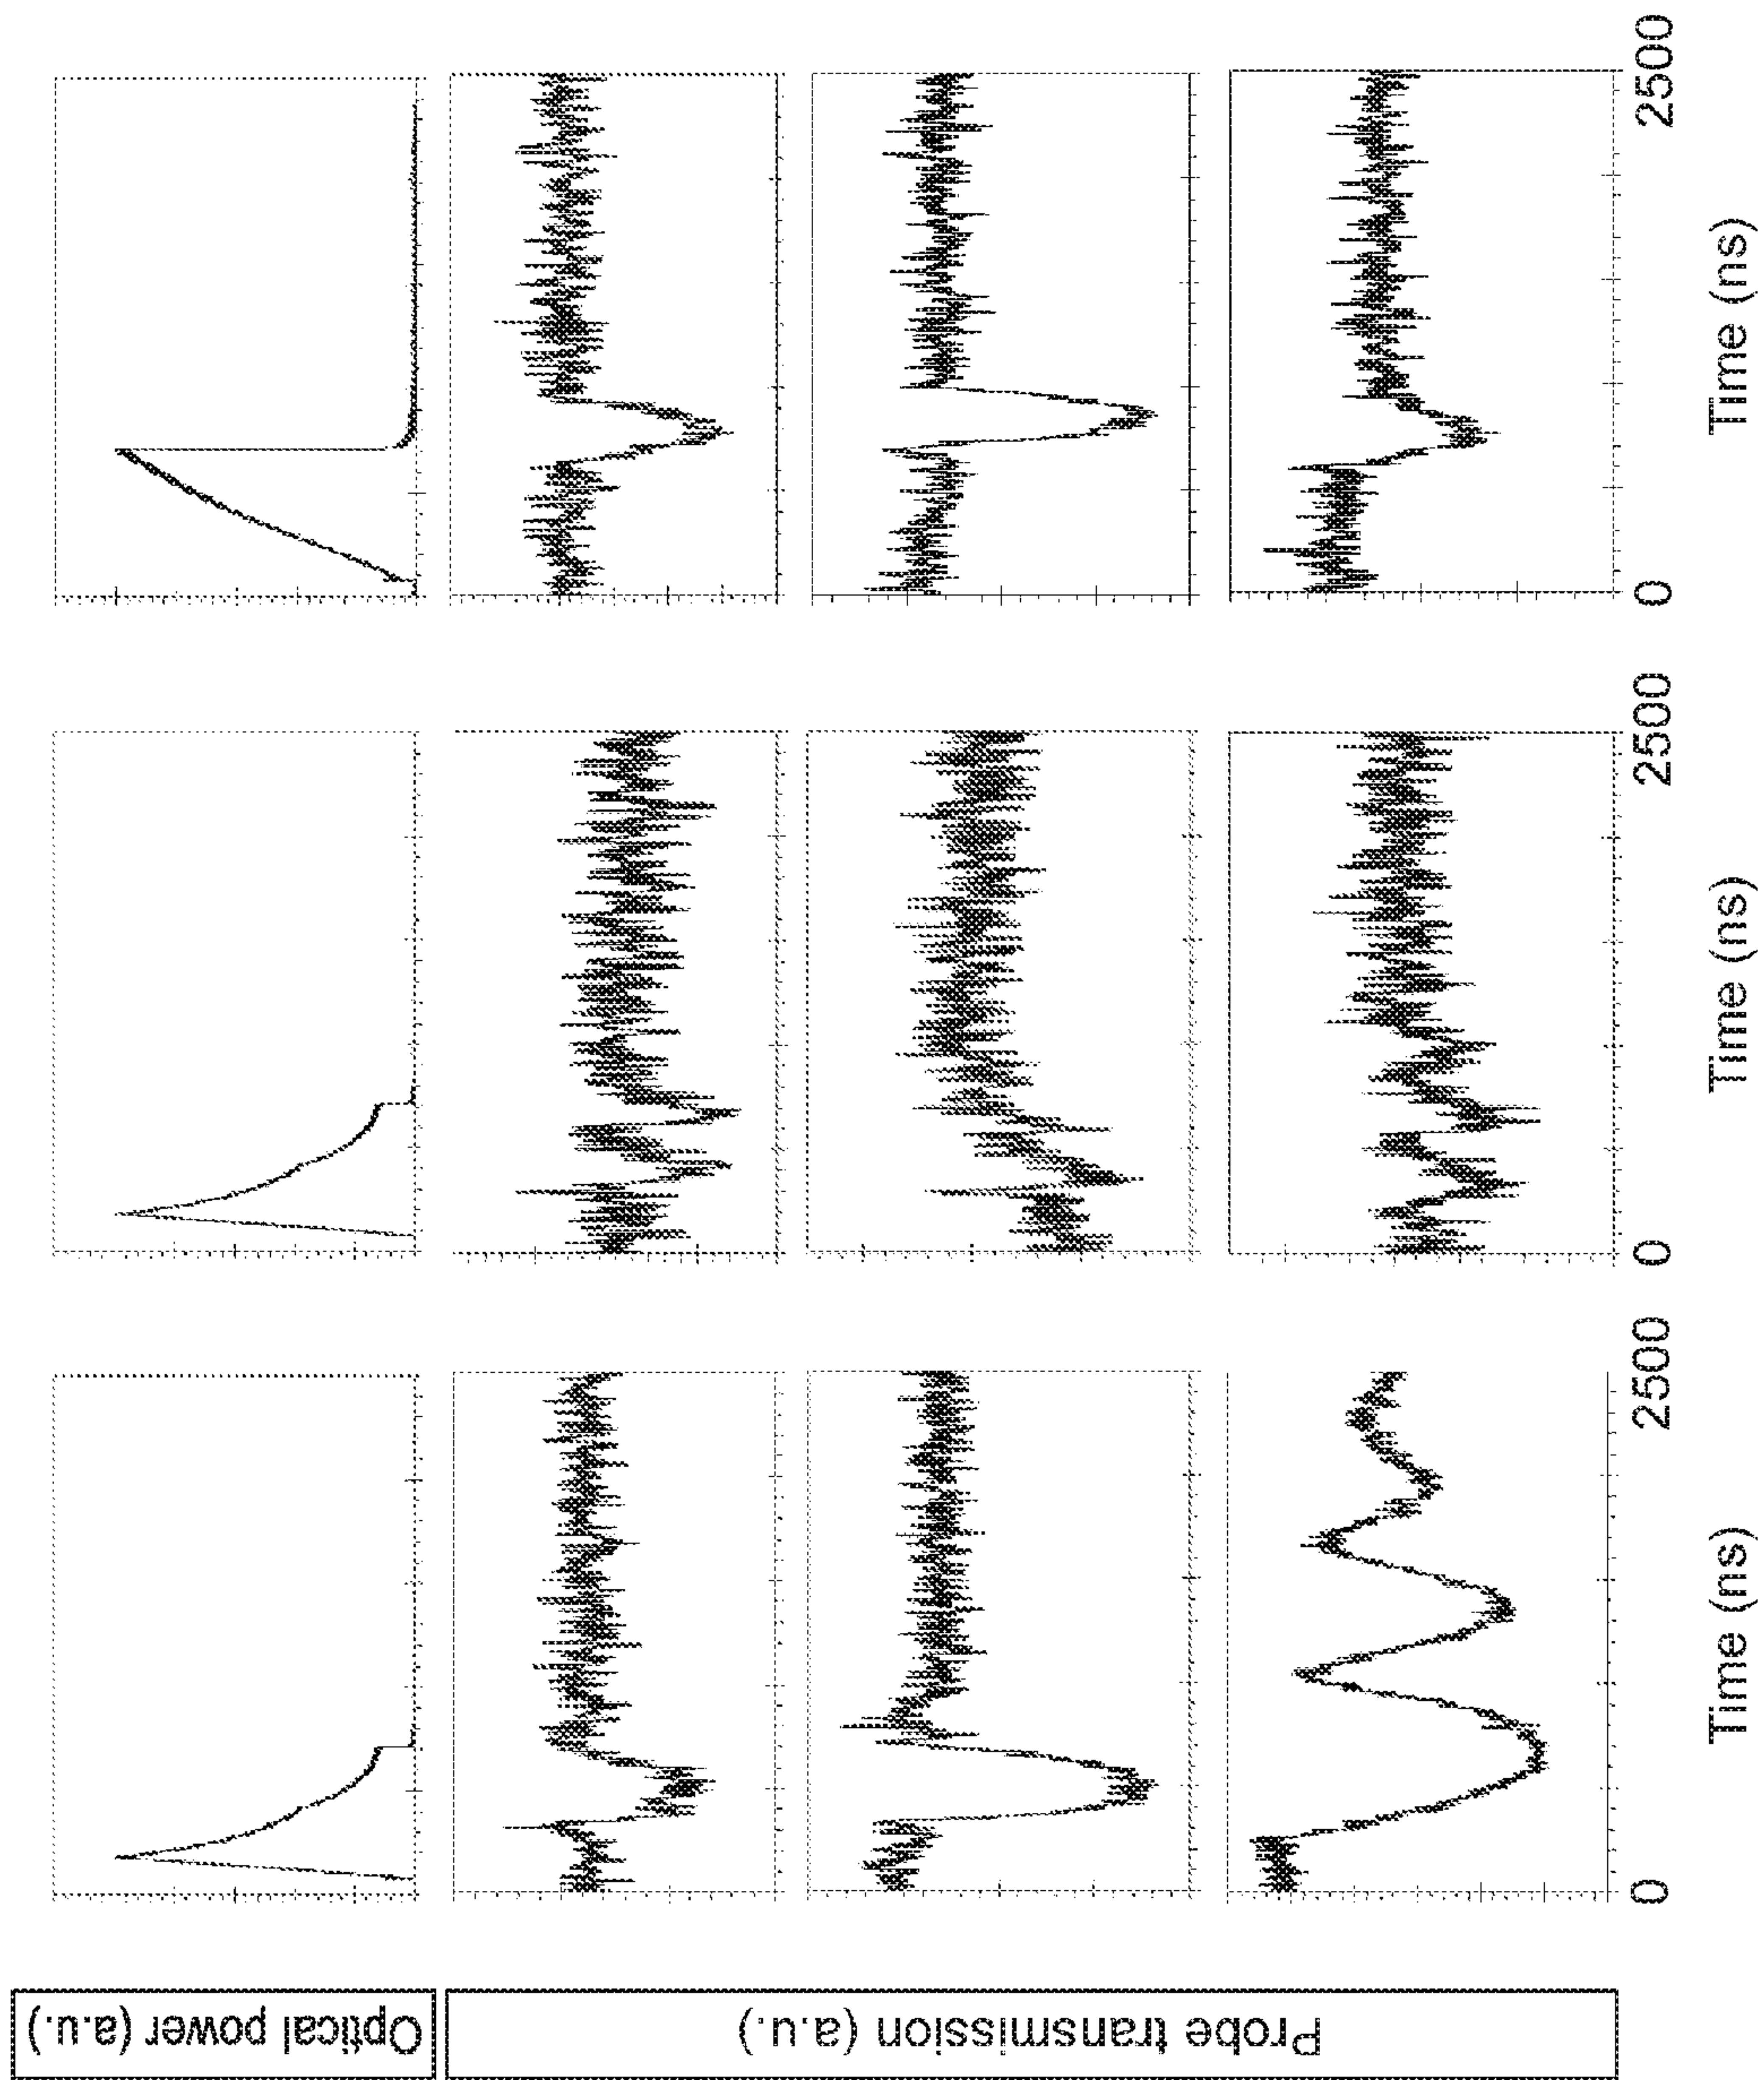 Optical power (a.u.)
Probe transmission (a.u.)
0
2500
Time (ns)
0
2500
Time (ns)
0
2500
Time (ns)